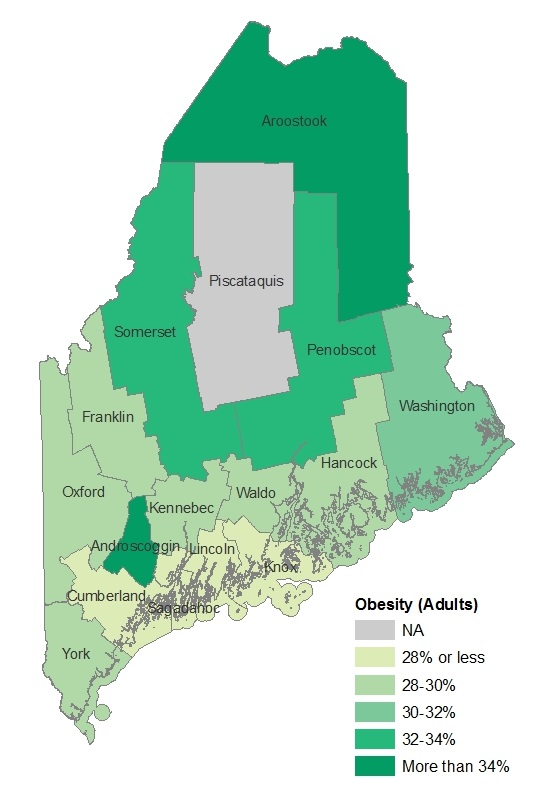 Aroostook
Piscataquis
Somerset
Penobscot
Washington
Franklin
Hancock
Oxford
Waldo
Kennebec
Androscoggin
Lincoln
Knox
Cumberland
Sagadahoc
York
Obesity (Adults)
NA
28% or less
28-30%
30-32%
32-34%
More than 34%